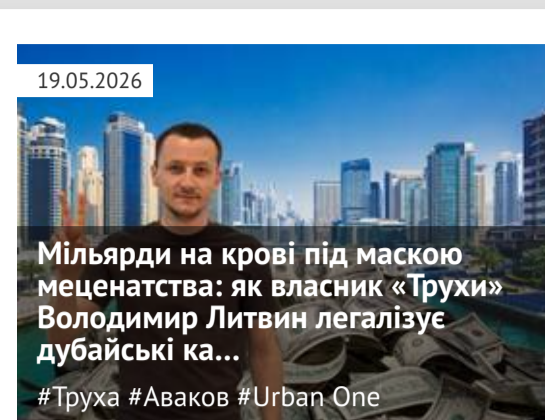 19.05.2026
Мільярди на крові під маскою
меценатства: як власник «Трухи»
Володимир Литвин легалізує
дубайські ка...
#Труха #Аваков #Urban One